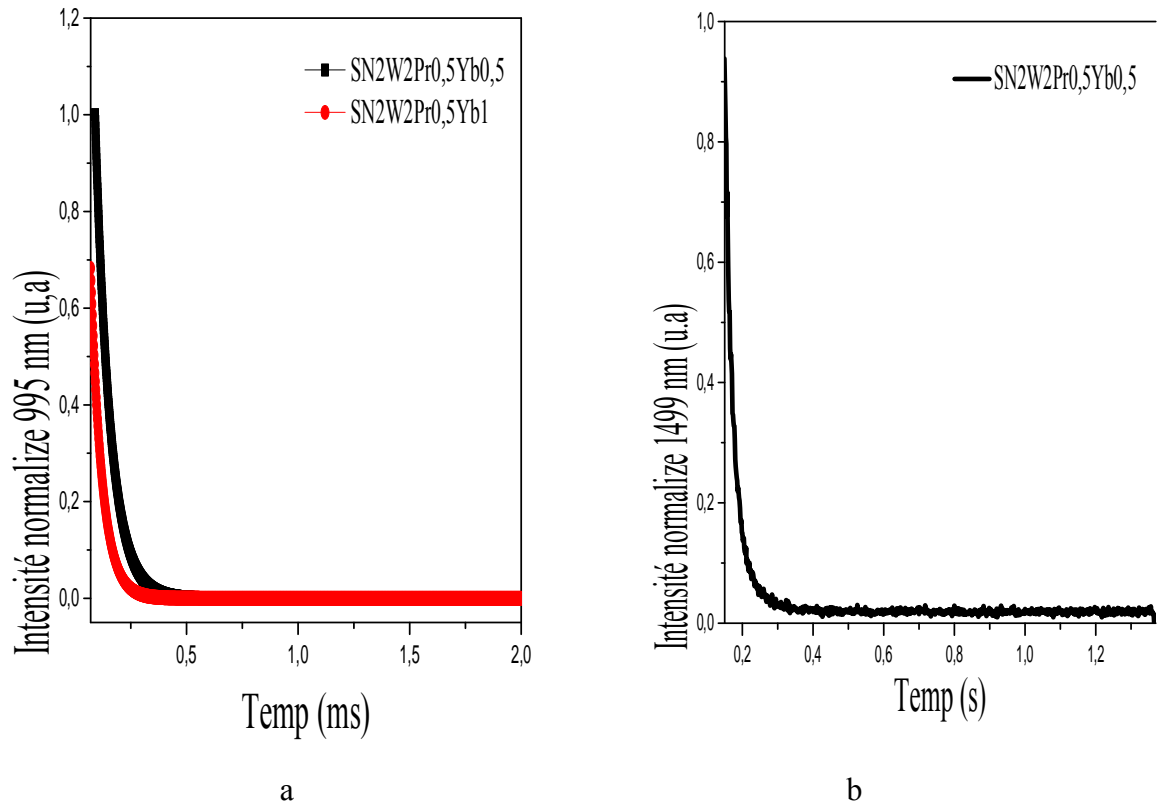 1,2
1,0
0,8
0,6
0,4
0,2
0,0
Intensité normalize 995 nm (u,a)
SN2W2Pr0,5Yb0,5
SN2W2Pr0,5Yb1
0,5
1,0
1,5
2,0
Temp (ms)
a
1,0
0,8
0,6
0,4
0,2
0,0
Intensité normalize 1499 nm (u.a)
SN2W2Pr0,5Yb0,5
0,2
0,4
0,6
0,8
1,0
1,2
Temp (s)
b